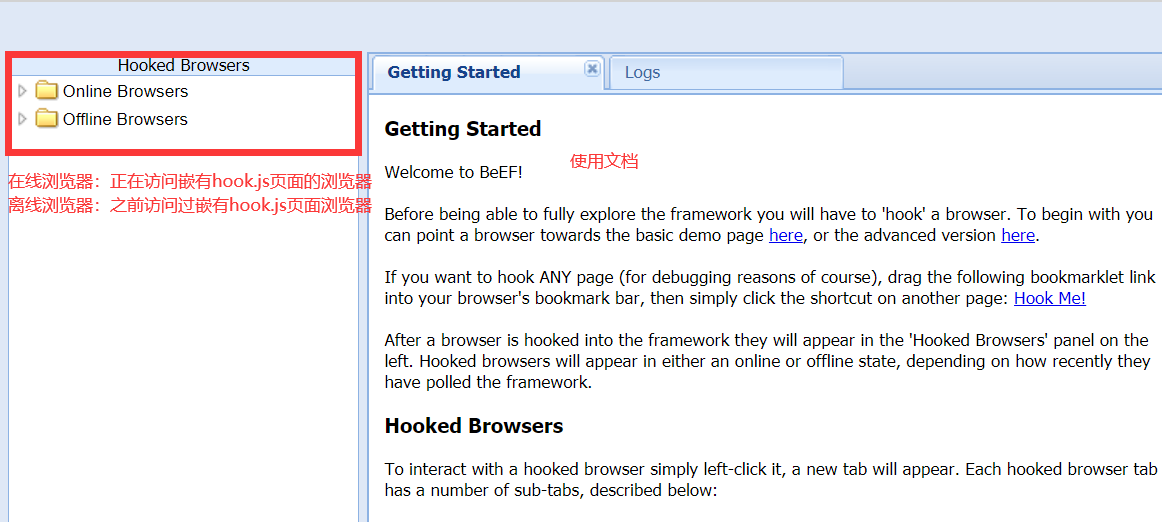 Hooked Browsers
Online Browsers
Offline Browsers
在线浏览器：正在访问嵌有hook.js页面的浏览器
离线浏览器：之前访问过嵌有hook.js页面浏览器
Getting Started
Logs
Getting Started
使用文档
Welcome to BeEF!
Before being able to fully explore the framework you will have to 'hook' a browser. To begin with you
can point a browser towards the basic demo page here, or the advanced version here.
If you want to hook ANY page (for debugging reasons of course), drag the following bookmarklet link
into your browser's bookmark bar, then simply click the shortcut on another page: Hook Me!
After a browser is hooked into the framework they will appear in the 'Hooked Browsers' panel on the
left. Hooked browsers will appear in either an online or offline state, depending on how recently they
have polled the framework.
Hooked Browsers
To interact with a hooked browser simply left-click it, a new tab will appear. Each hooked browser tab
has a number of sub-tabs, described below: